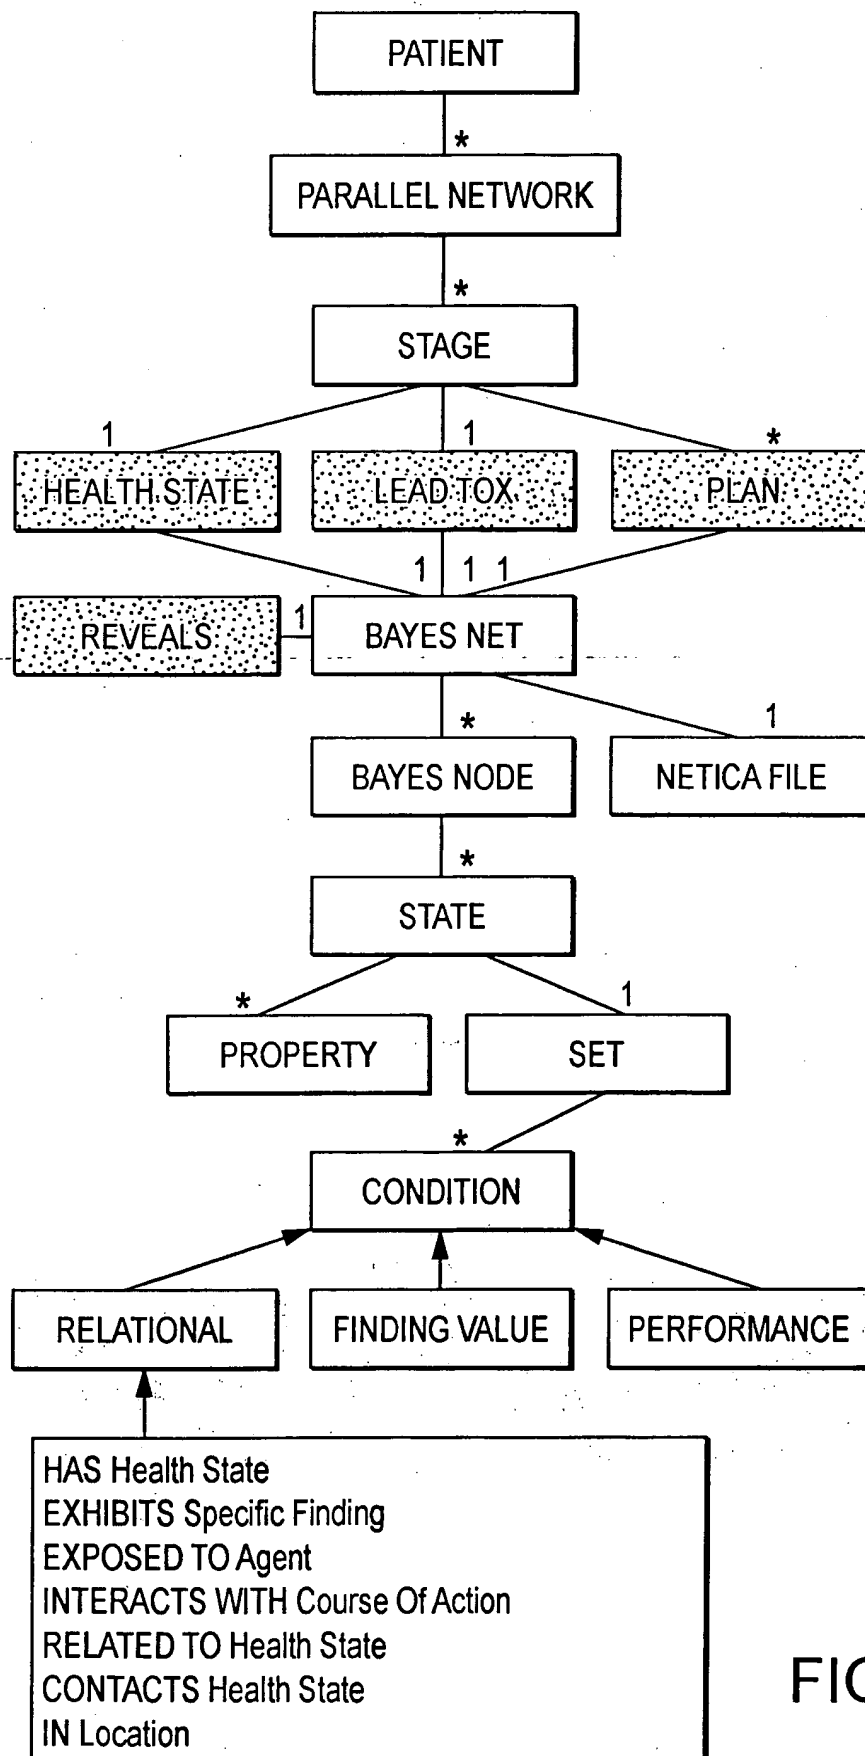 PATIENT
*
PARALLEL NETWORK
*
STAGE
1 1 *
HEALTH STATE LEAD TOX PLAN
1 1 1
REVEALS 1 BAYES NET
* 1
BAYES NODE NETICA FILE
*
STATE
* 1
PROPERTY SET
*
CONDITION
RELATIONAL FINDING VALUE PERFORMANCE
HAS Health State
EXHIBITS Specific Finding
EXPOSED TO Agent
INTERACTS WITH Course Of Action
RELATED TO Health State
CONTACTS Health State
IN Location